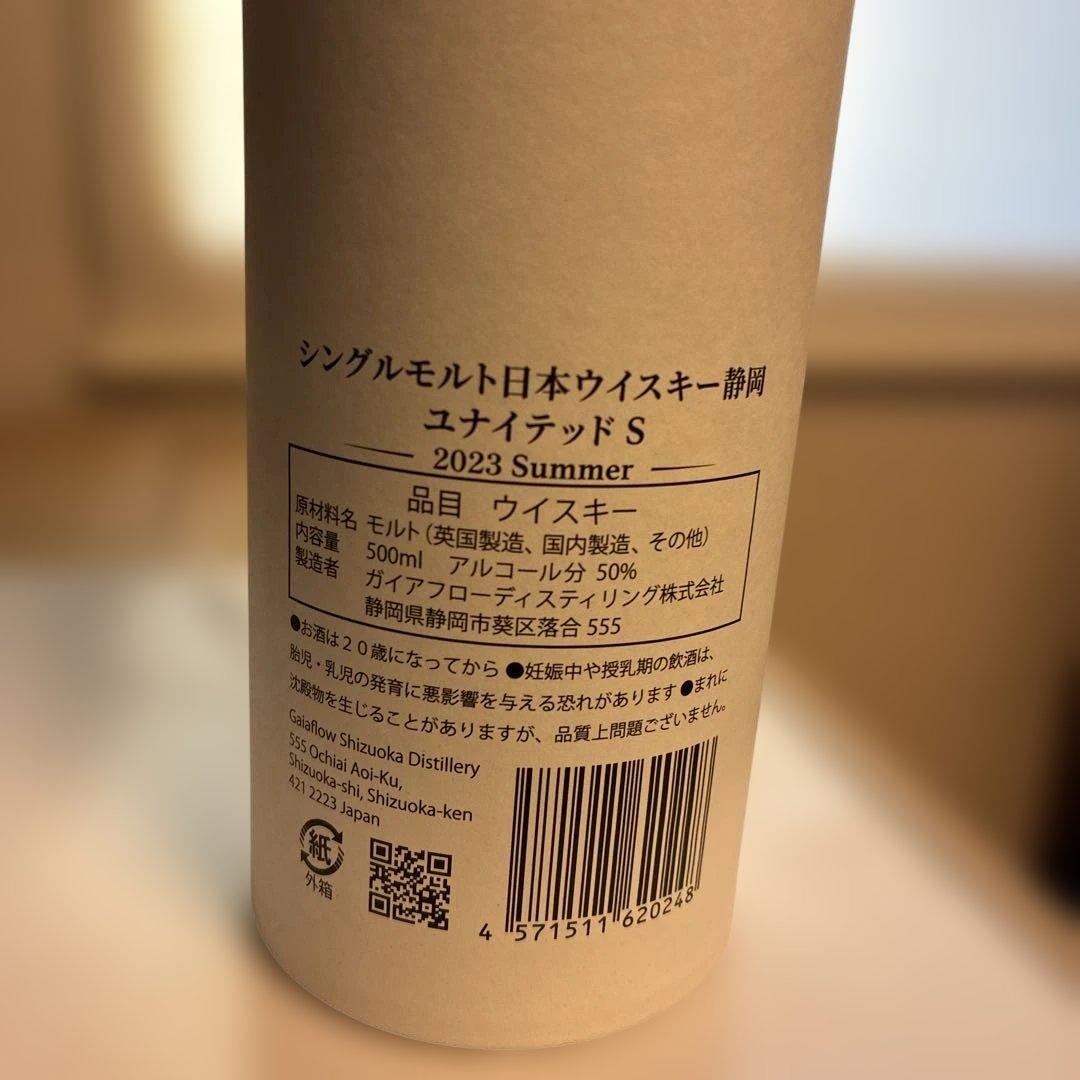 シングルモルト日本ウイスキー静岡
ユナイテッド S
2023 Summer
品目 ウイスキー
原材料名 モルト（英国製造、国内製造、その他）
内容量 500ml アルコール分 50%
製造者 ガイアフローディスティリング株式会社
静岡県静岡市葵区落合 555
●お酒は２０歳になってから ●妊娠中や授乳期の飲酒は、
胎児・乳児の発育に悪影響を与える恐れがあります ●まれに
沈殿物を生じることがありますが、品質上問題ございません。
Gaiaflow Shizuoka Distillery
555 Ochiai Aoi-Ku,
Shizuoka-shi, Shizuoka-ken
421 2223 Japan
紙
外箱
4 571511 620248